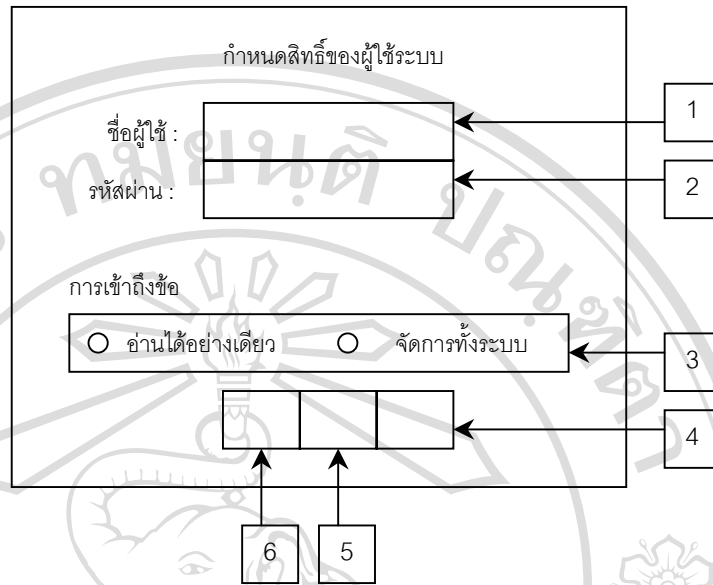 กำหนดสิทธิ์ของผู้ใช้ระบบ
ชื่อผู้ใช้ :
1
รหัสผ่าน :
2
การเข้าถึงข้อ
อ่านได้อย่างเดียว จัดการทั้งระบบ
3
4
6 5